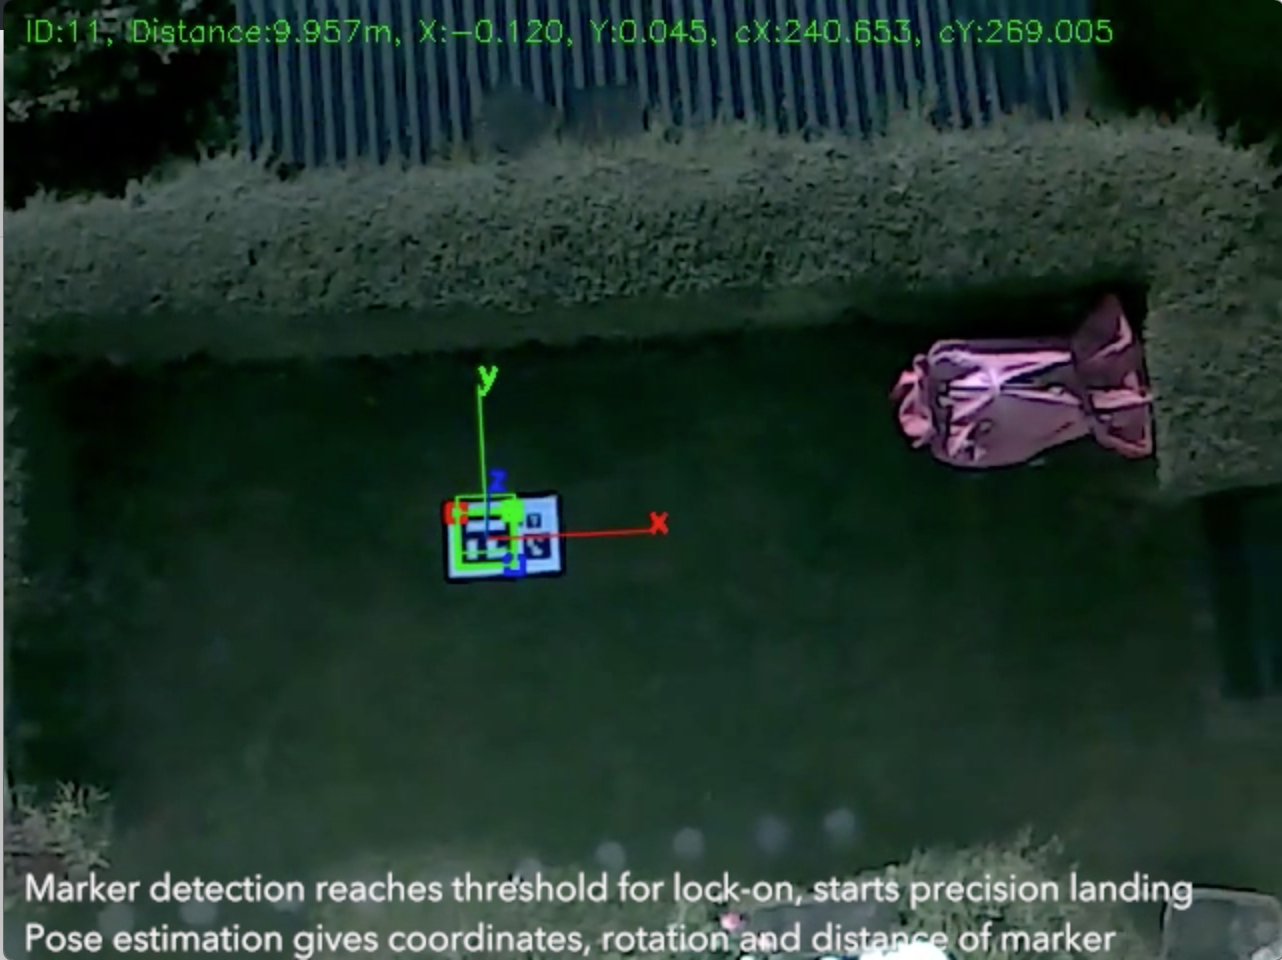 ID:11, Distance:9.957m, X:-0.120, Y:0.045, cX:240.653, cY:269.005
y
z
x
Marker detection reaches threshold for lock-on, starts precision landing
Pose estimation gives coordinates, rotation and distance of marker